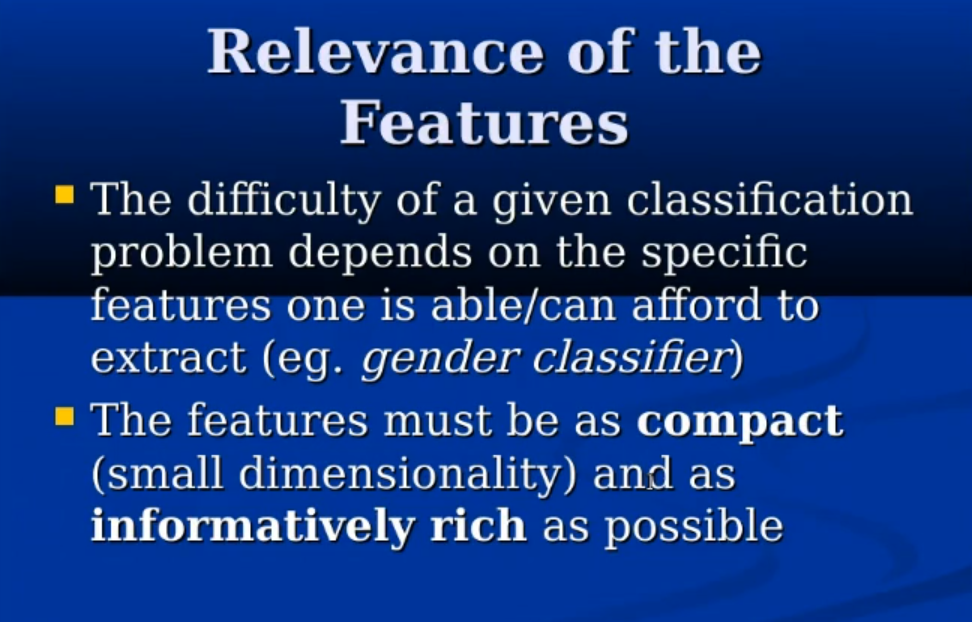 Relevance of the
Features
The difficulty of a given classification
problem depends on the specific
features one is able/can afford to
extract (eg. gender classifier)
The features must be as compact
(small dimensionality) and as
informatively rich as possible